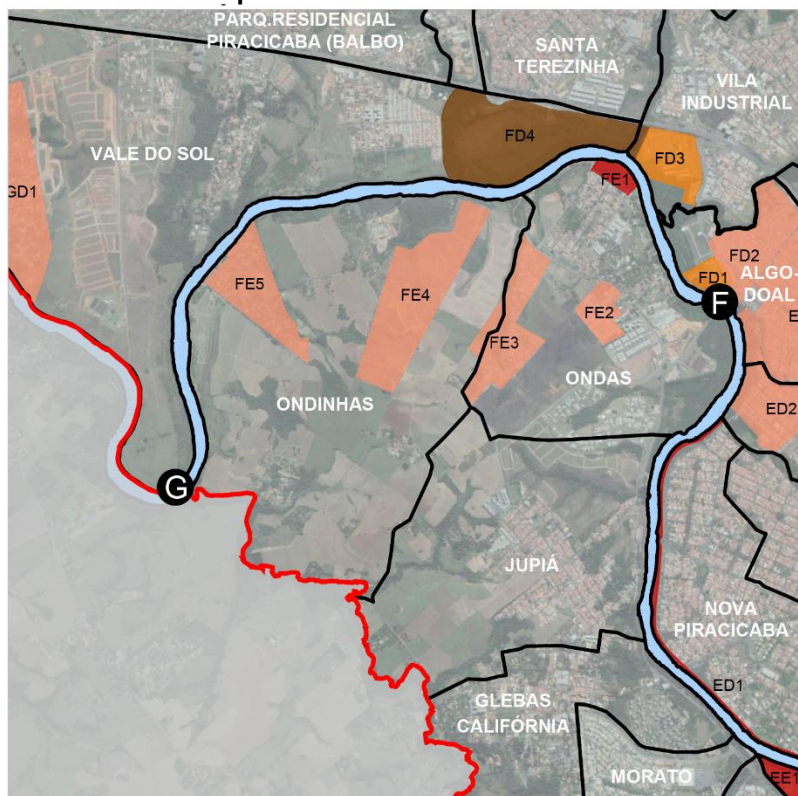 PARQ.RESIDENCIAL
PIRACICABA (BALBO)
SANTA
TEREZINHA
VILA
INDUSTRIAL
VALE DO SOL
FD4
FD3
FE1
GD1
FD2
FD1
ALGO-
DOAL
F
FE5
FE4
FE2
FE3
ONDAS
ONDINHAS
ED2
G
JUPIÁ
NOVA
PIRACICABA
ED1
GLEBAS
CALIFÓRNIA
MORATO
EE1